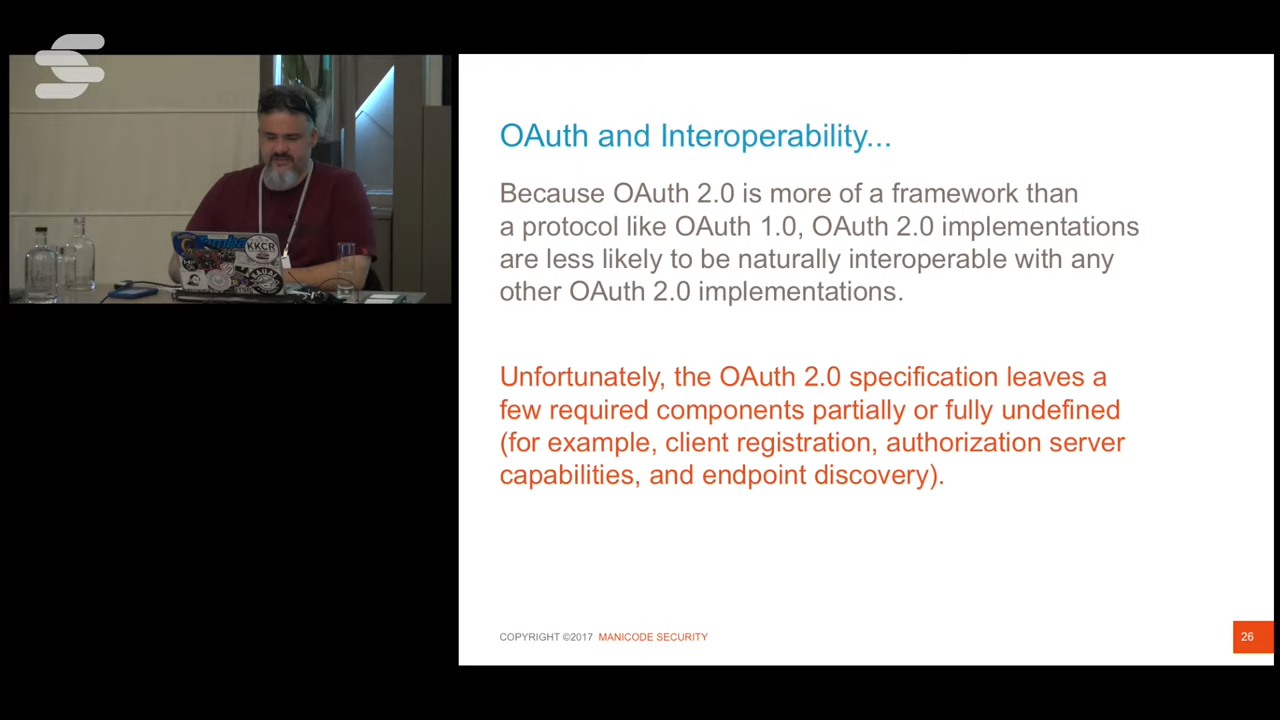 OAuth and Interoperability...
Because OAuth 2.0 is more of a framework than
a protocol like OAuth 1.0, OAuth 2.0 implementations
are less likely to be naturally interoperable with any
other OAuth 2.0 implementations.
Unfortunately, the OAuth 2.0 specification leaves a
few required components partially or fully undefined
(for example, client registration, authorization server
capabilities, and endpoint discovery).
COPYRIGHT ©2017 MANICODE SECURITY
26
KKCR